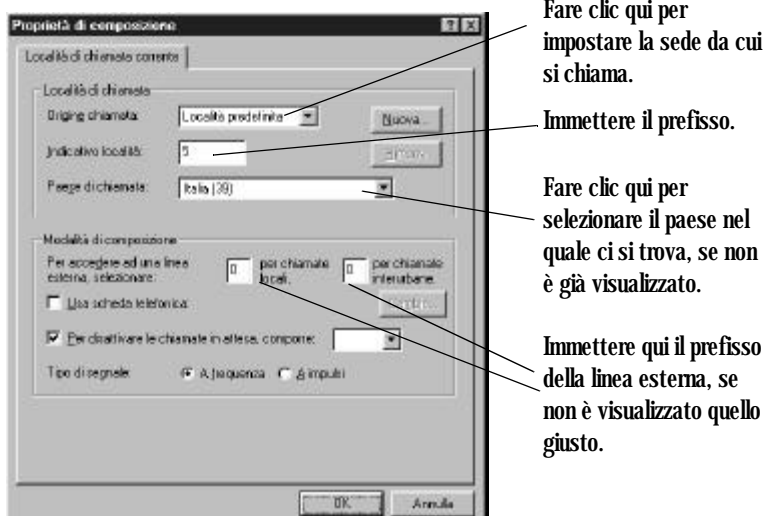 Proprietà di composizione
Località di chiamata corrente
Località di chiamata
Origine chiamata:
Località predefinita
Nuova...
Indicativo località:
5
Paese di chiamata:
Italia (39)
Modalità di composizione
Per accedere ad una linea
esterna, selezionare:
0
per chiamate
locali.
0
per chiamate
interurbane.
Usa scheda telefonica:
Per disattivare le chiamate in attesa, comporre:
Tipo di segnale:
A frequenza
A impulsi
OK
Annulla
Fare clic qui per
impostare la sede da cui
si chiama.
Immettere il prefisso.
Fare clic qui per
selezionare il paese nel
quale ci si trova, se non
è già visualizzato.
Immettere qui il prefisso
della linea esterna, se
non è visualizzato quello
giusto.